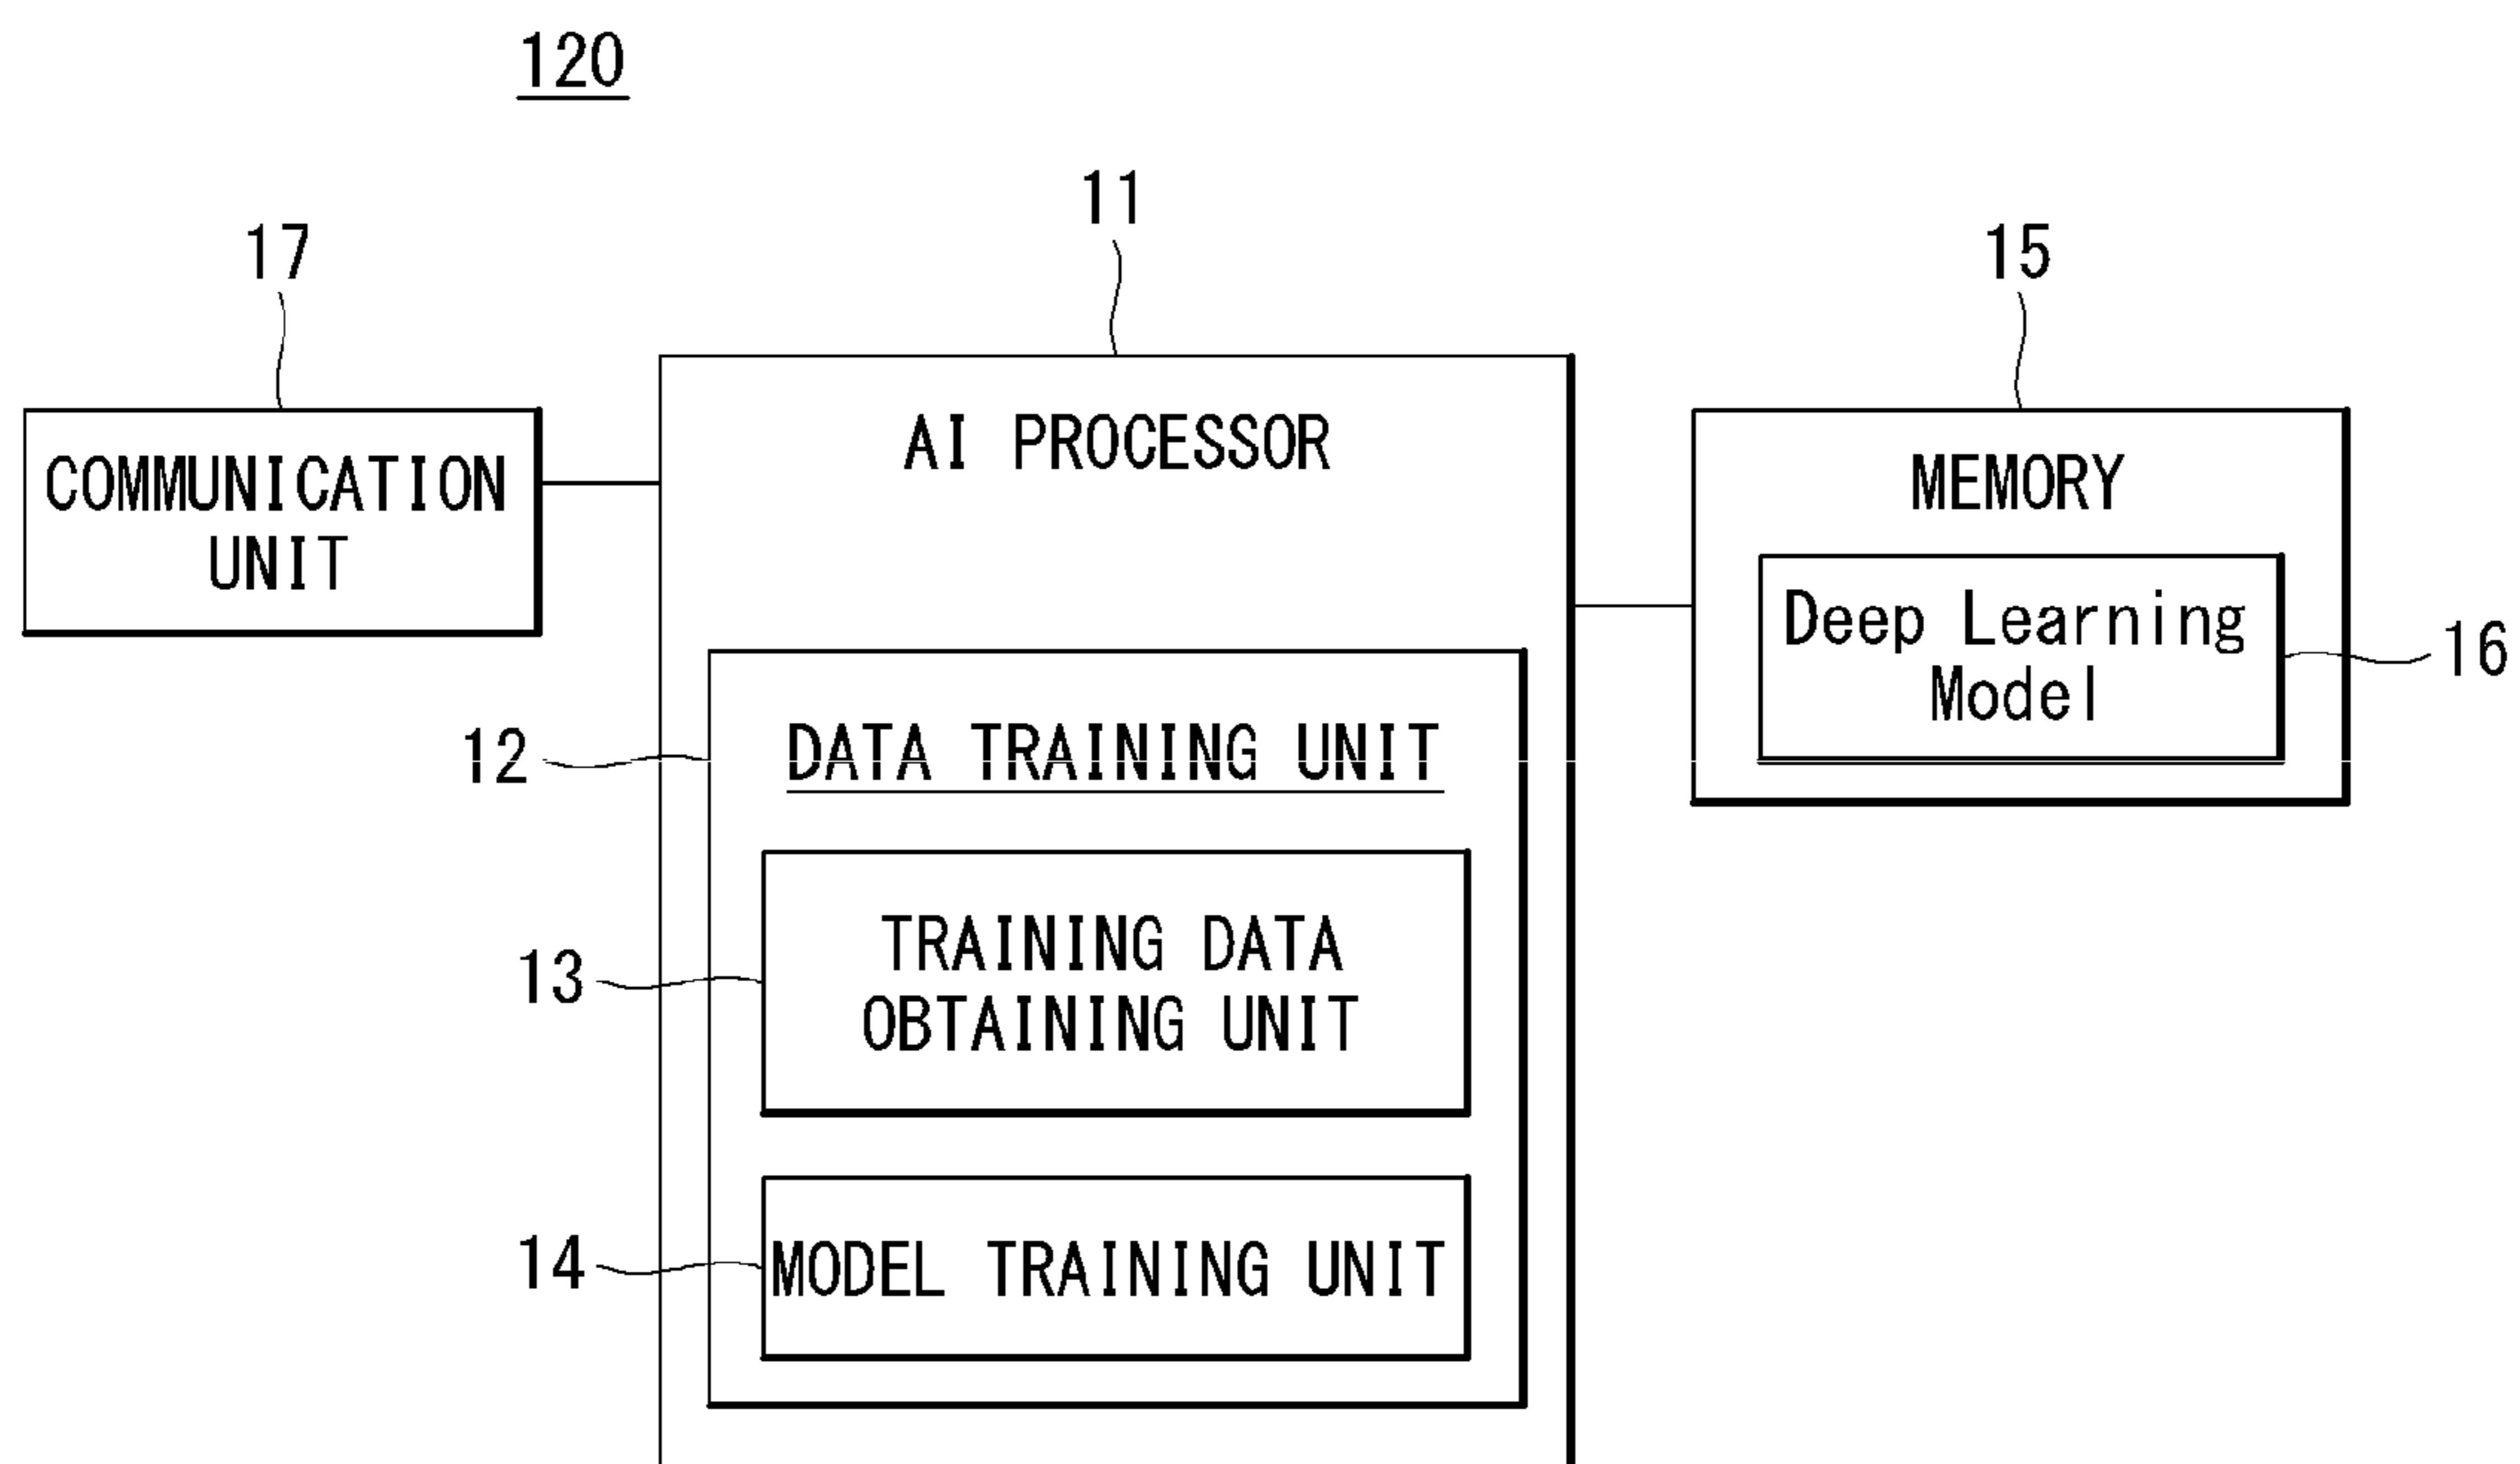 120
11
17
15
AI PROCESSOR
COMMUNICATION
UNIT
MEMORY
Deep Learning
Model
16
12
DATA TRAINING UNIT
13
TRAINING DATA
OBTAINING UNIT
14
MODEL TRAINING UNIT